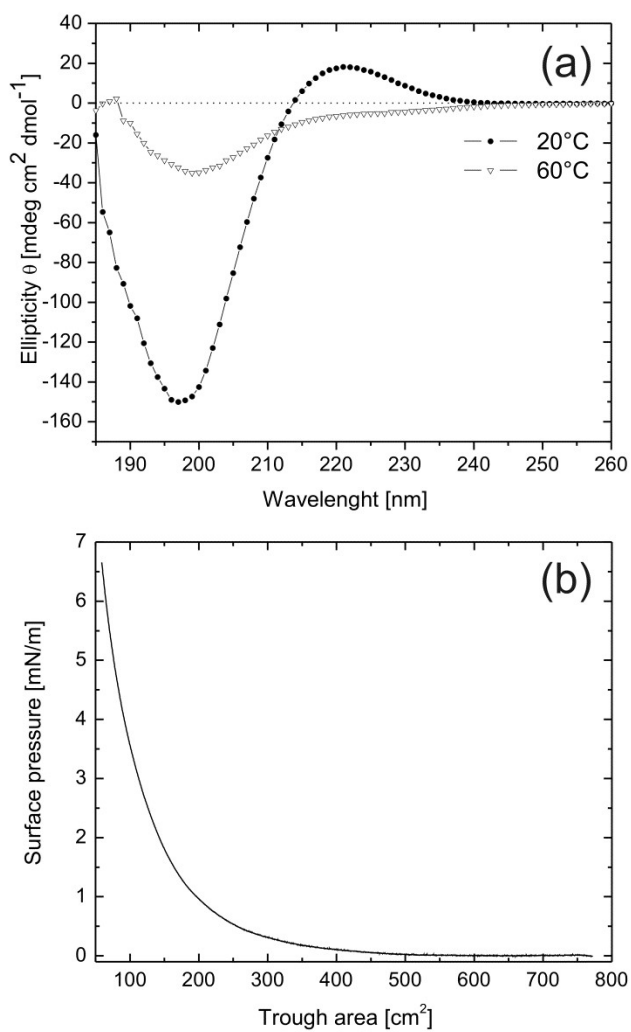 (a)
Ellipticity θ [mdeg cm² dmol⁻¹]
40
20
0
-20
-40
-60
-80
-100
-120
-140
-160
20°C
60°C
190 200 210 220 230 240 250 260
Wavelenght [nm]
(b)
Surface pressure [mN/m]
7
6
5
4
3
2
1
0
100 200 300 400 500 600 700 800
Trough area [cm²]